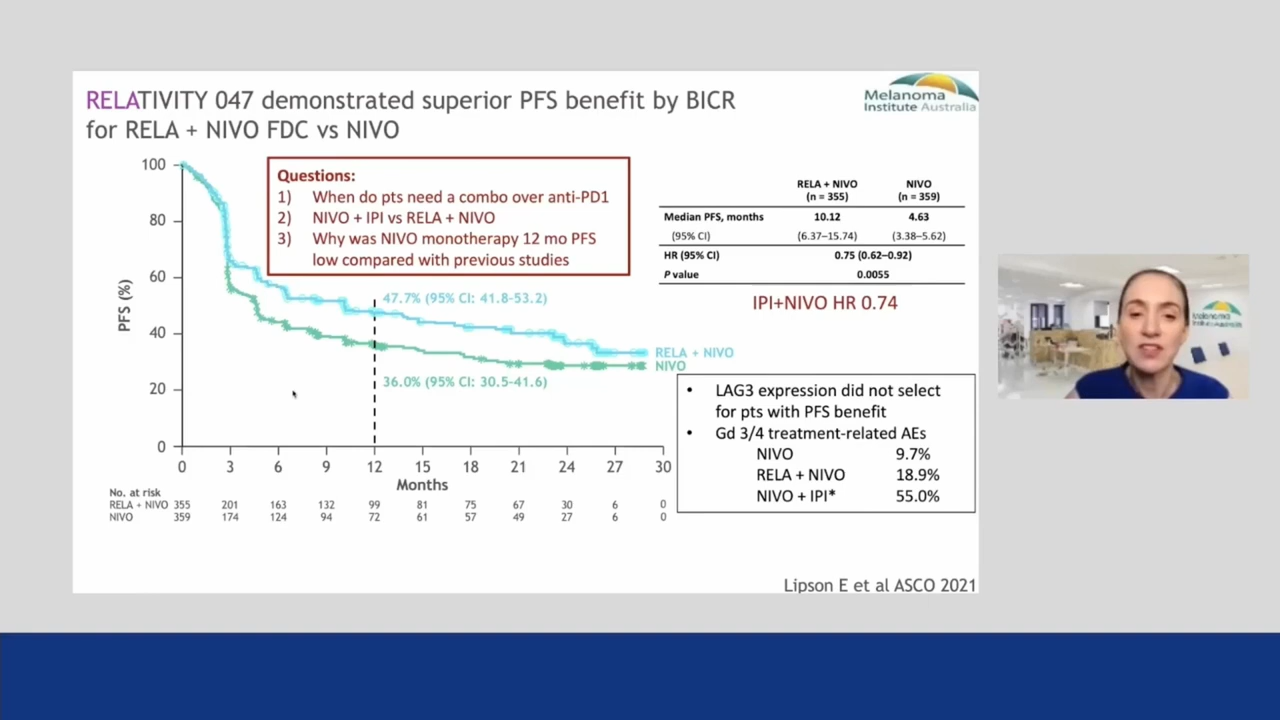 RELATIVITY 047 demonstrated superior PFS benefit by BICR
for RELA + NIVO FDC vs NIVO
Melanoma
Institute Australia
Questions:
1) When do pts need a combo over anti-PD1
2) NIVO + IPI vs RELA + NIVO
3) Why was NIVO monotherapy 12 mo PFS
low compared with previous studies
PFS (%)
100
80
60
40
20
0
47.7% (95% CI: 41.8-53.2)
36.0% (95% CI: 30.5-41.6)
RELA + NIVO
NIVO
0 3 6 9 12 15 18 21 24 27 30
Months
No. at risk
RELA + NIVO 355 201 163 132 99 81 75 67 30 6 0
NIVO 359 174 124 94 72 61 57 49 27 6 0
RELA + NIVO NIVO
(n = 355) (n = 359)
Median PFS, months 10.12 4.63
(95% CI) (6.37–15.74) (3.38–5.62)
HR (95% CI) 0.75 (0.62–0.92)
P value 0.0055
IPI+NIVO HR 0.74
• LAG3 expression did not select
for pts with PFS benefit
• Gd 3/4 treatment-related AEs
NIVO 9.7%
RELA + NIVO 18.9%
NIVO + IPI* 55.0%
Lipson E et al ASCO 2021
Melanoma
Institute Australia